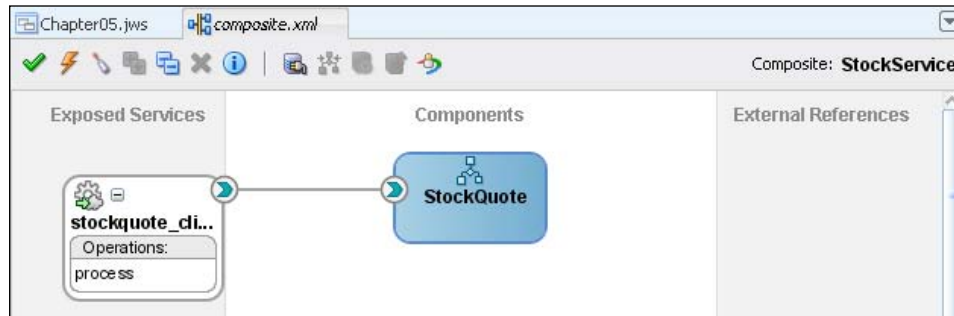 Chapter05.jws
composite.xml
Composite: StockService
Exposed Services
Components
External References
stockquote_cli...
Operations:
process
StockQuote